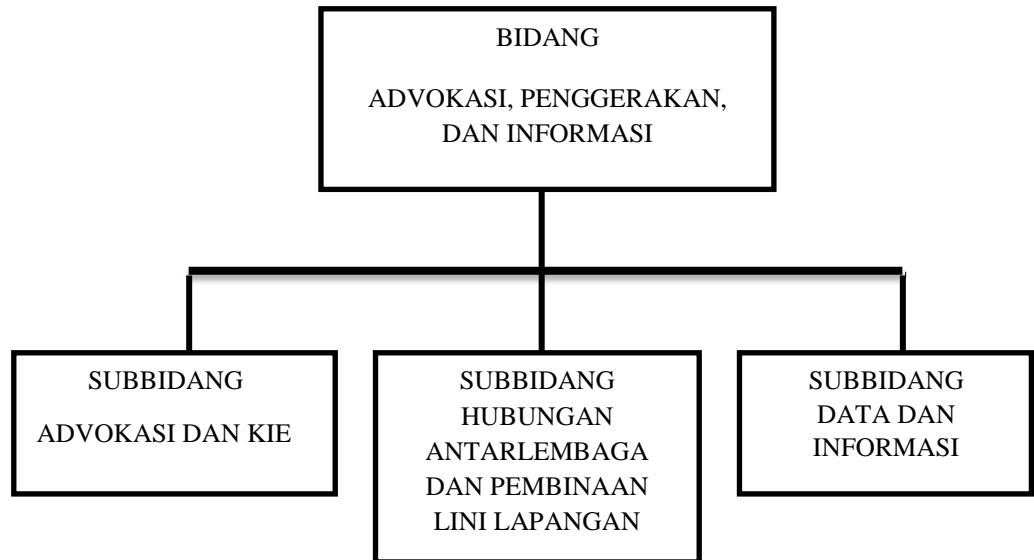 BIDANG
ADVOKASI, PENGGERAKAN,
DAN INFORMASI
SUBBIDANG
ADVOKASI DAN KIE
SUBBIDANG
HUBUNGAN
ANTARLEMBAGA
DAN PEMBINAAN
LINI LAPANGAN
SUBBIDANG
DATA DAN
INFORMASI